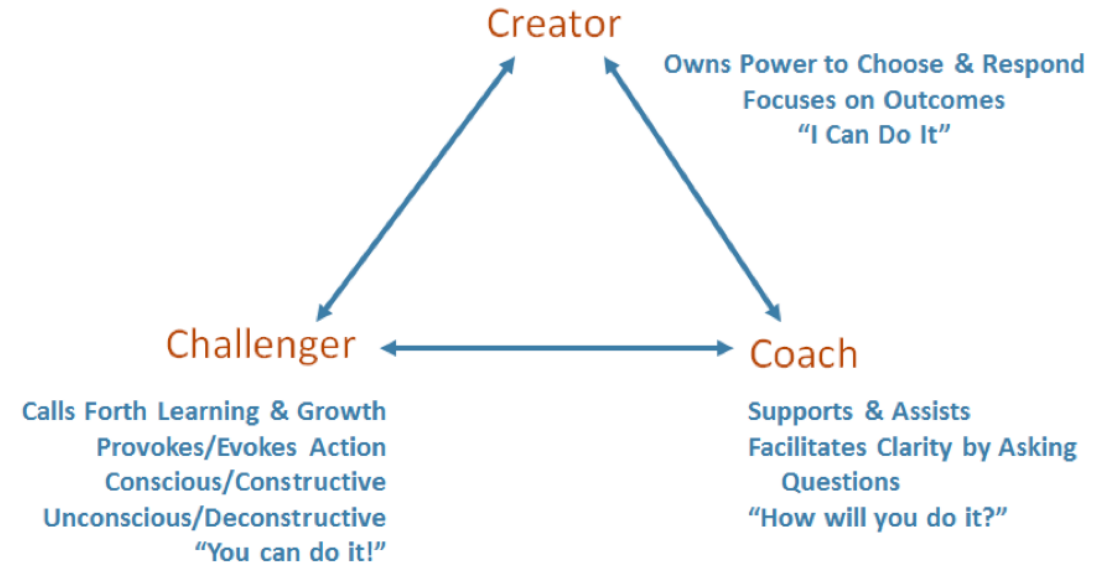 Creator
Owns Power to Choose & Respond
Focuses on Outcomes
“I Can Do It”
Challenger
Calls Forth Learning & Growth
Provokes/Evokes Action
Conscious/Constructive
Unconscious/Deconstructive
“You can do it!”
Coach
Supports & Assists
Facilitates Clarity by Asking
Questions
“How will you do it?”